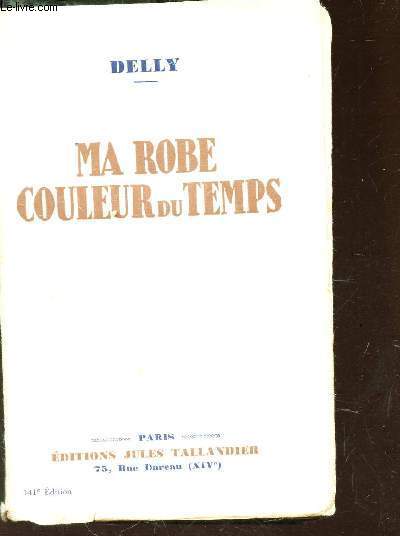 Le-livre.com
DELLY
MA ROBE
COULEUR DU TEMPS
PARIS
ÉDITIONS JULES TALLANDIER
75, Rue Dareau (XIVe)
141e Édition